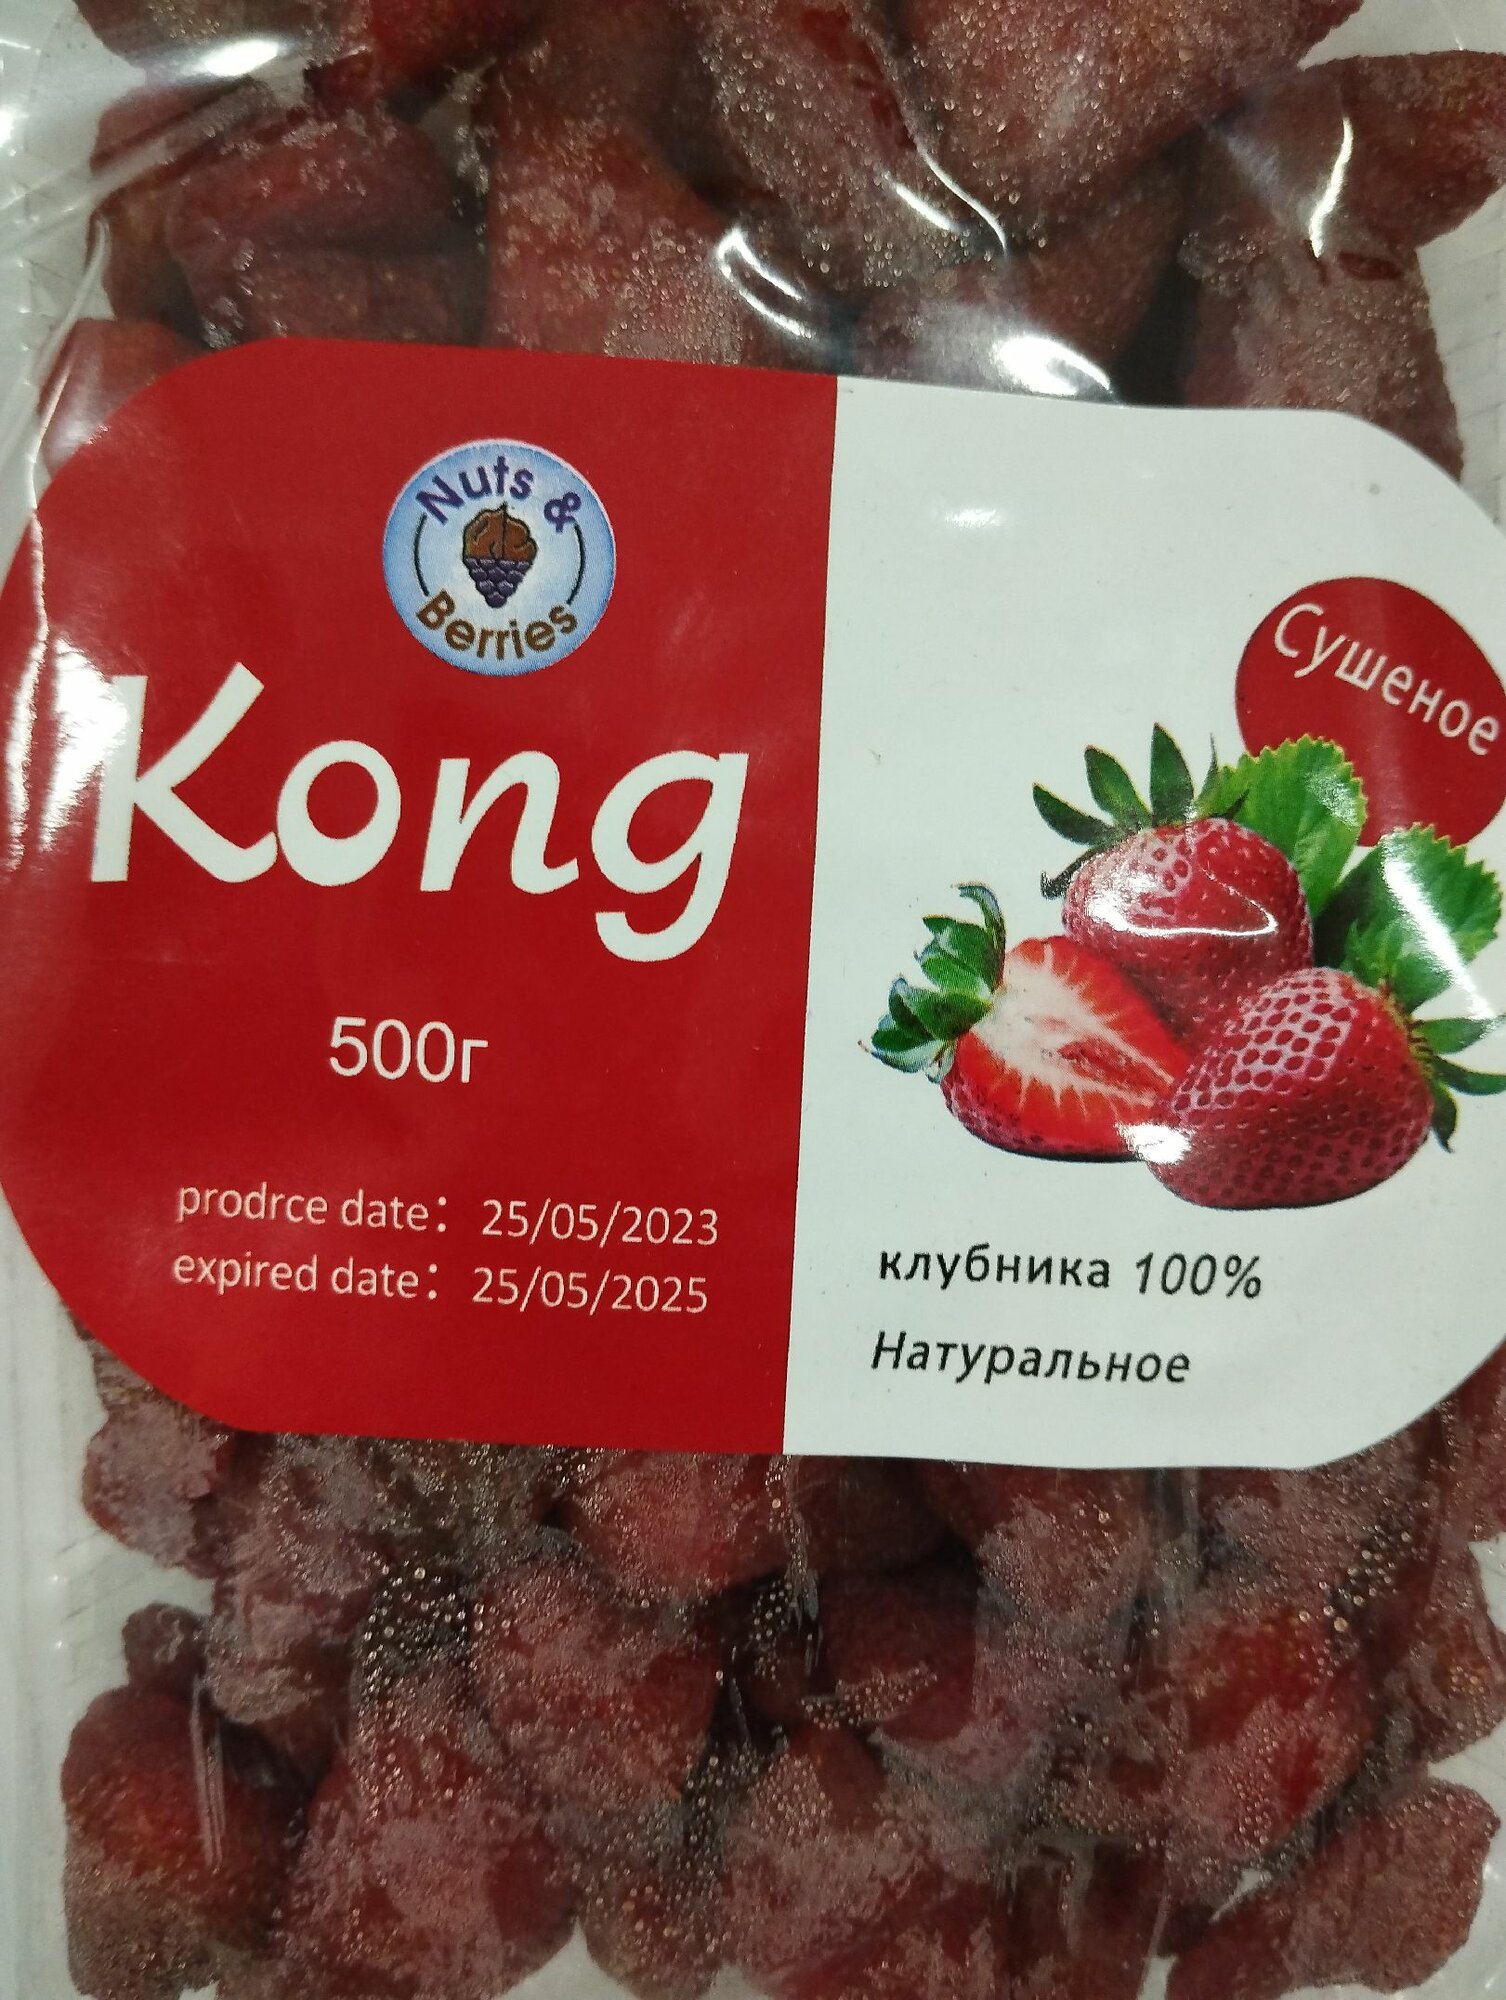 Nuts &
Berries
Kong
500г
prodrce date: 25/05/2023
expired date: 25/05/2025
Сушеное
клубника 100%
Натуральное